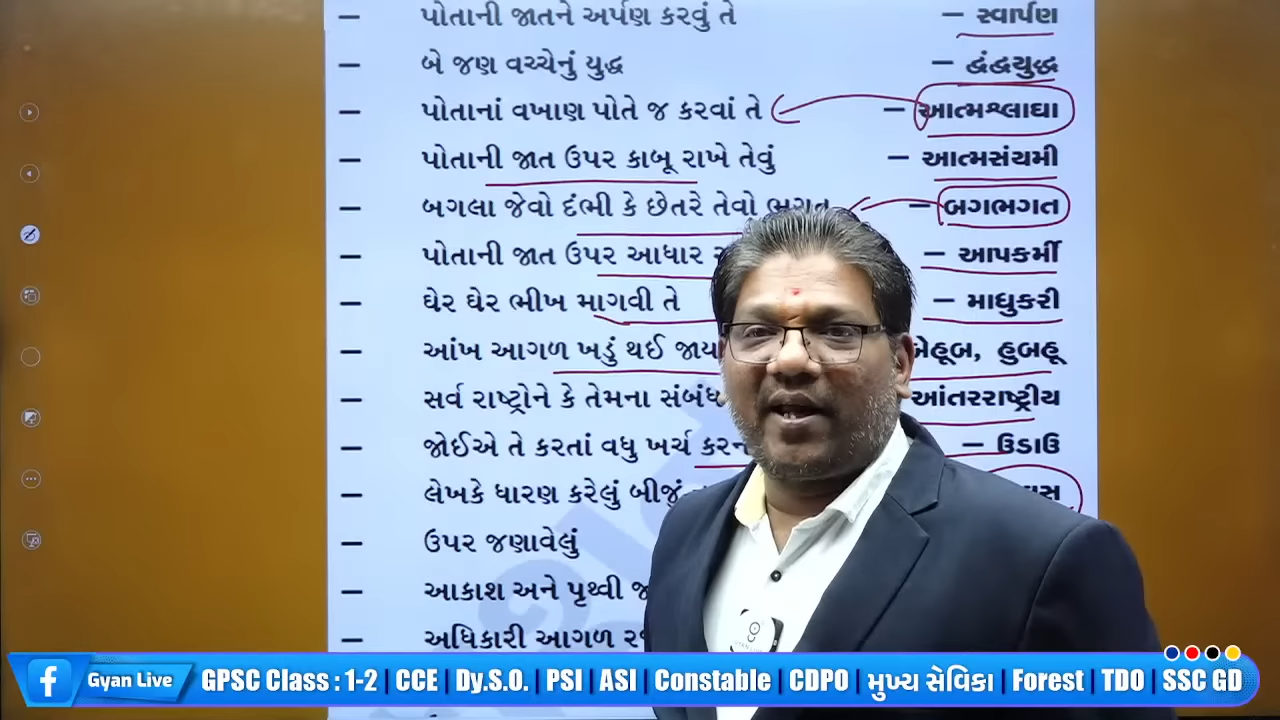 — પોતાની જાતને અર્પણ કરવું તે — સ્વાર્પણ
— બે જણ વચ્ચેનું યુદ્ધ — દ્વંદ્વયુદ્ધ
— પોતાનાં વખાણ પોતે જ કરવાં તે — આત્મશ્લાઘા
— પોતાની જાત ઉપર કાબૂ રાખે તેવું — આત્મસંયમી
— બગલા જેવો દંભી કે છેતરે તેવો ભગત — બગભગત
— પોતાની જાત ઉપર આધાર — આપકર્મી
— ઘેર ઘેર ભીખ માગવી તે — માધુકરી
— આંખ આગળ ખડું થઈ જાય બેહૂબ, હુબહૂ
— સર્વ રાષ્ટ્રોને કે તેમના સંબંધ આંતરરાષ્ટ્રીય
— જોઈએ તે કરતાં વધુ ખર્ચ — ઉડાઉ
— લેખકે ધારણ કરેલું બીજું
— ઉપર જણાવેલું
— આકાશ અને પૃથ્વી
— અધિકારી આગળ
Gyan Live GPSC Class : 1-2 | CCE | Dy.S.O. | PSI | ASI | Constable | CDPO | મુખ્ય સેવિકા | Forest | TDO | SSC GD